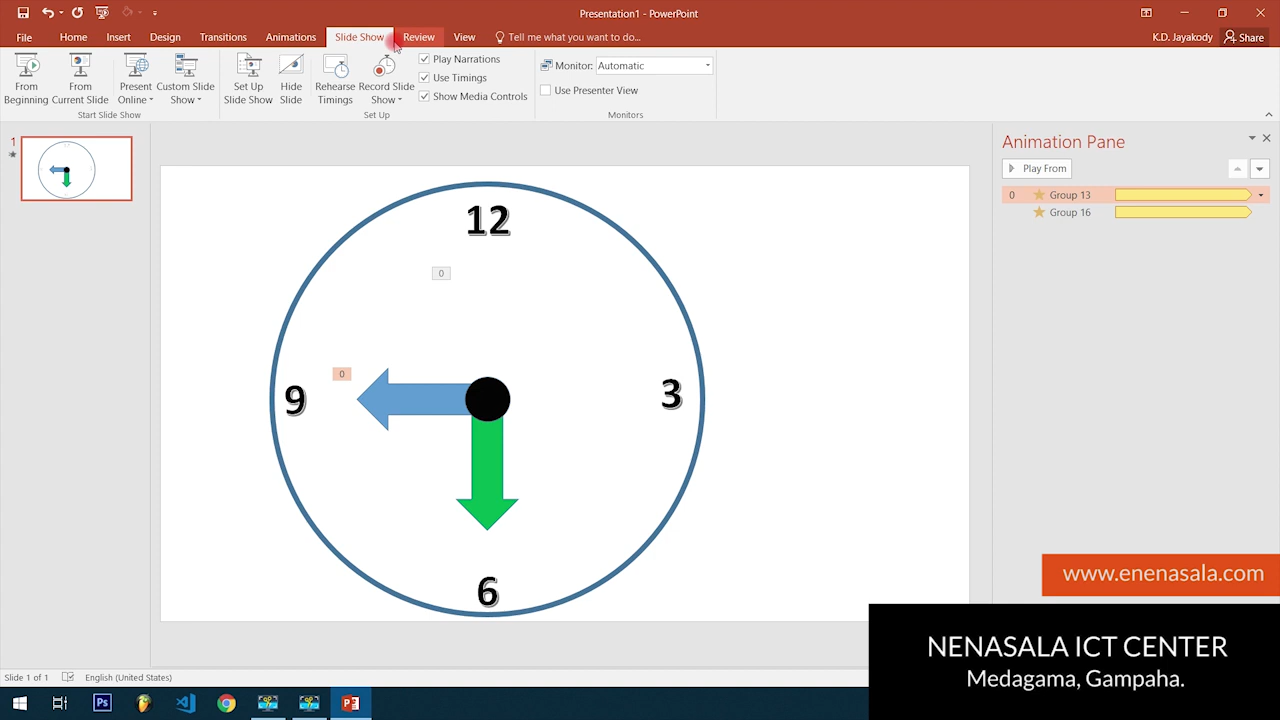 Presentation1 - PowerPoint
File Home Insert Design Transitions Animations Slide Show Review View Tell me what you want to do... K.D. Jayakody Share
From Beginning
From Current Slide
Present Online
Custom Slide Show
Start Slide Show
Set Up Slide Show
Hide Slide
Rehearse Timings
Record Slide Show
Play Narrations
Use Timings
Show Media Controls
Set Up
Monitor: Automatic
Use Presenter View
Monitors
1
12
0
0
9
3
6
Animation Pane
Play From
0 Group 13
Group 16
www.enenasala.com
NENASALA ICT CENTER
Medagama, Gampaha.
Slide 1 of 1 English (United States)
Ps